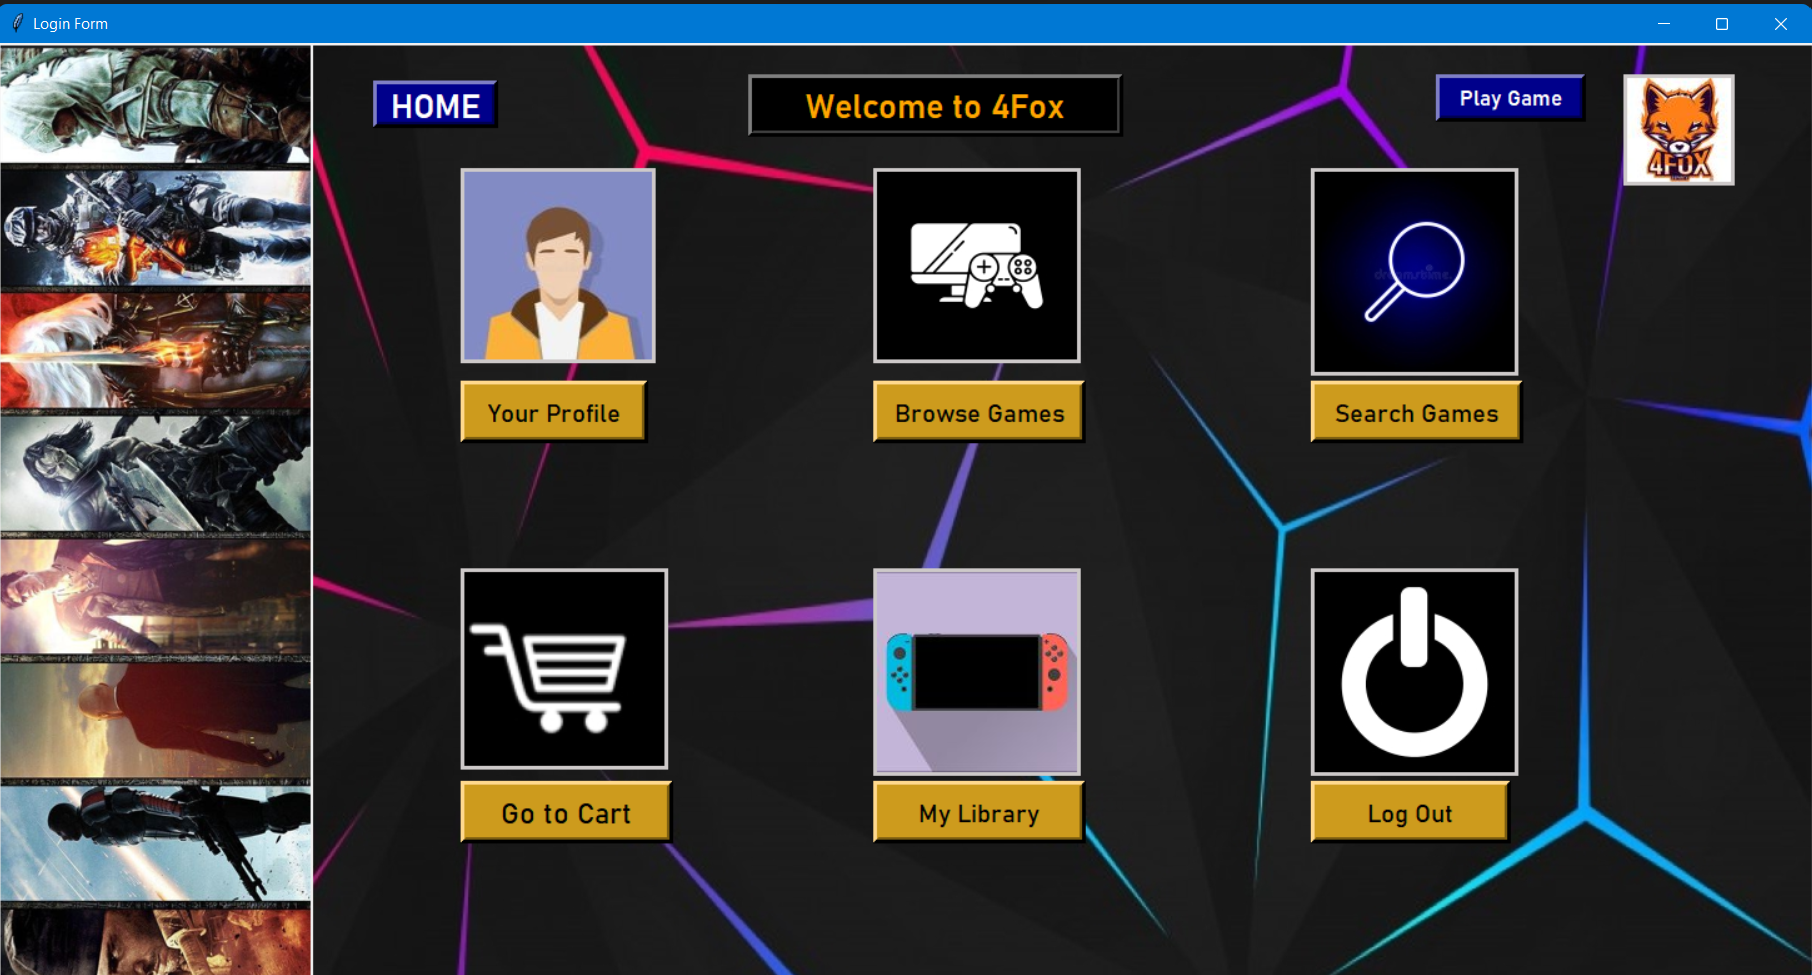 Login Form
HOME
Welcome to 4Fox
Play Game
4FOX
dreamstime
Your Profile
Browse Games
Search Games
Go to Cart
My Library
Log Out